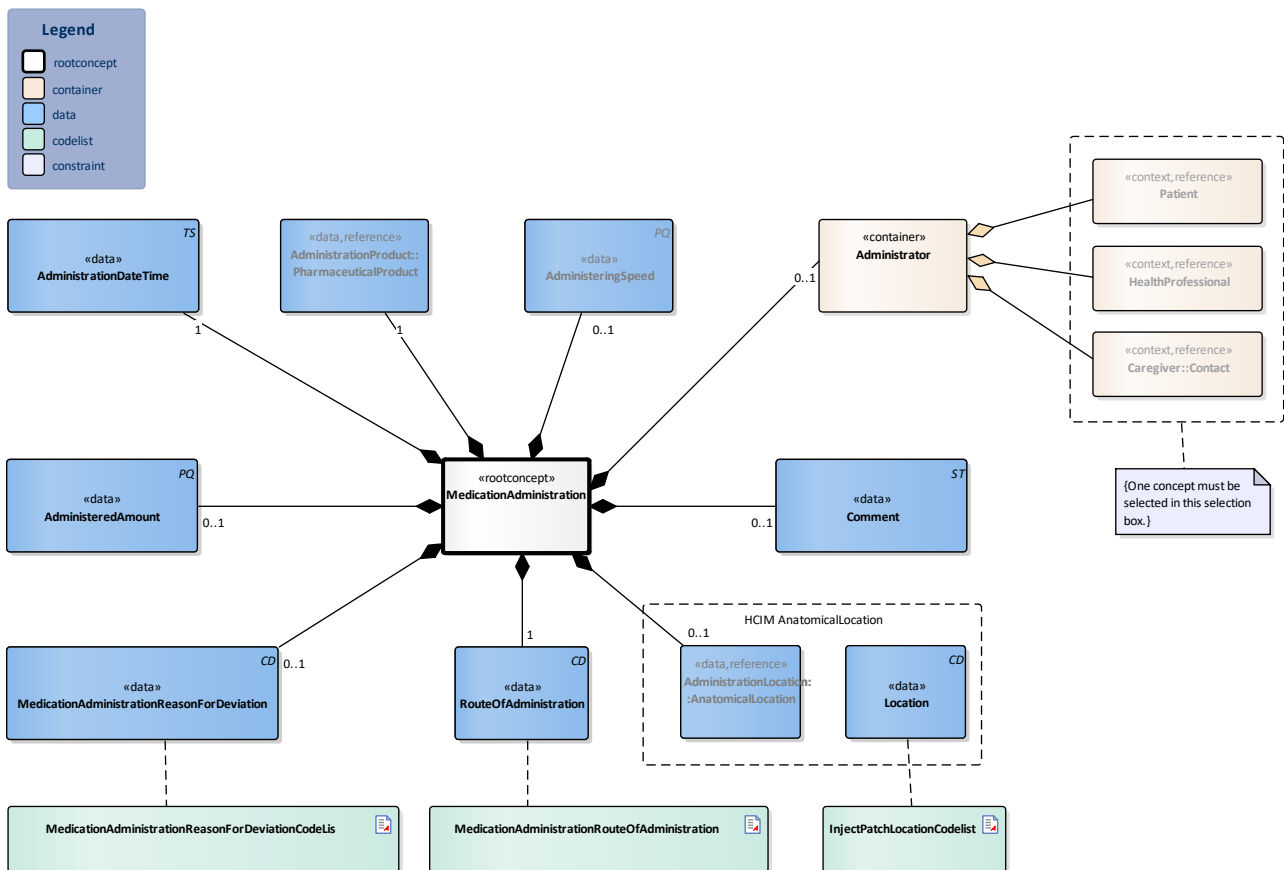 Legend
rootconcept
container
data
codelist
constraint
«context,reference»
Patient
«context,reference»
HealthProfessional
«context,reference»
Caregiver::Contact
{One concept must be
selected in this selection
box.}
TS
«data»
AdministrationDateTime
1
«data,reference»
AdministrationProduct::
PharmaceuticalProduct
1
PQ
«data»
AdministeringSpeed
0..1
«container»
Administrator
0..1
PQ
«data»
AdministeredAmount
0..1
«rootconcept»
MedicationAdministration
ST
«data»
Comment
0..1
CD
«data»
MedicationAdministrationReasonForDeviation
0..1
1
CD
«data»
RouteOfAdministration
HCIM AnatomicalLocation
0..1
«data,reference»
AdministrationLocation:
:AnatomicalLocation
CD
«data»
Location
MedicationAdministrationReasonForDeviationCodeLis
MedicationAdministrationRouteOfAdministration
InjectPatchLocationCodelist